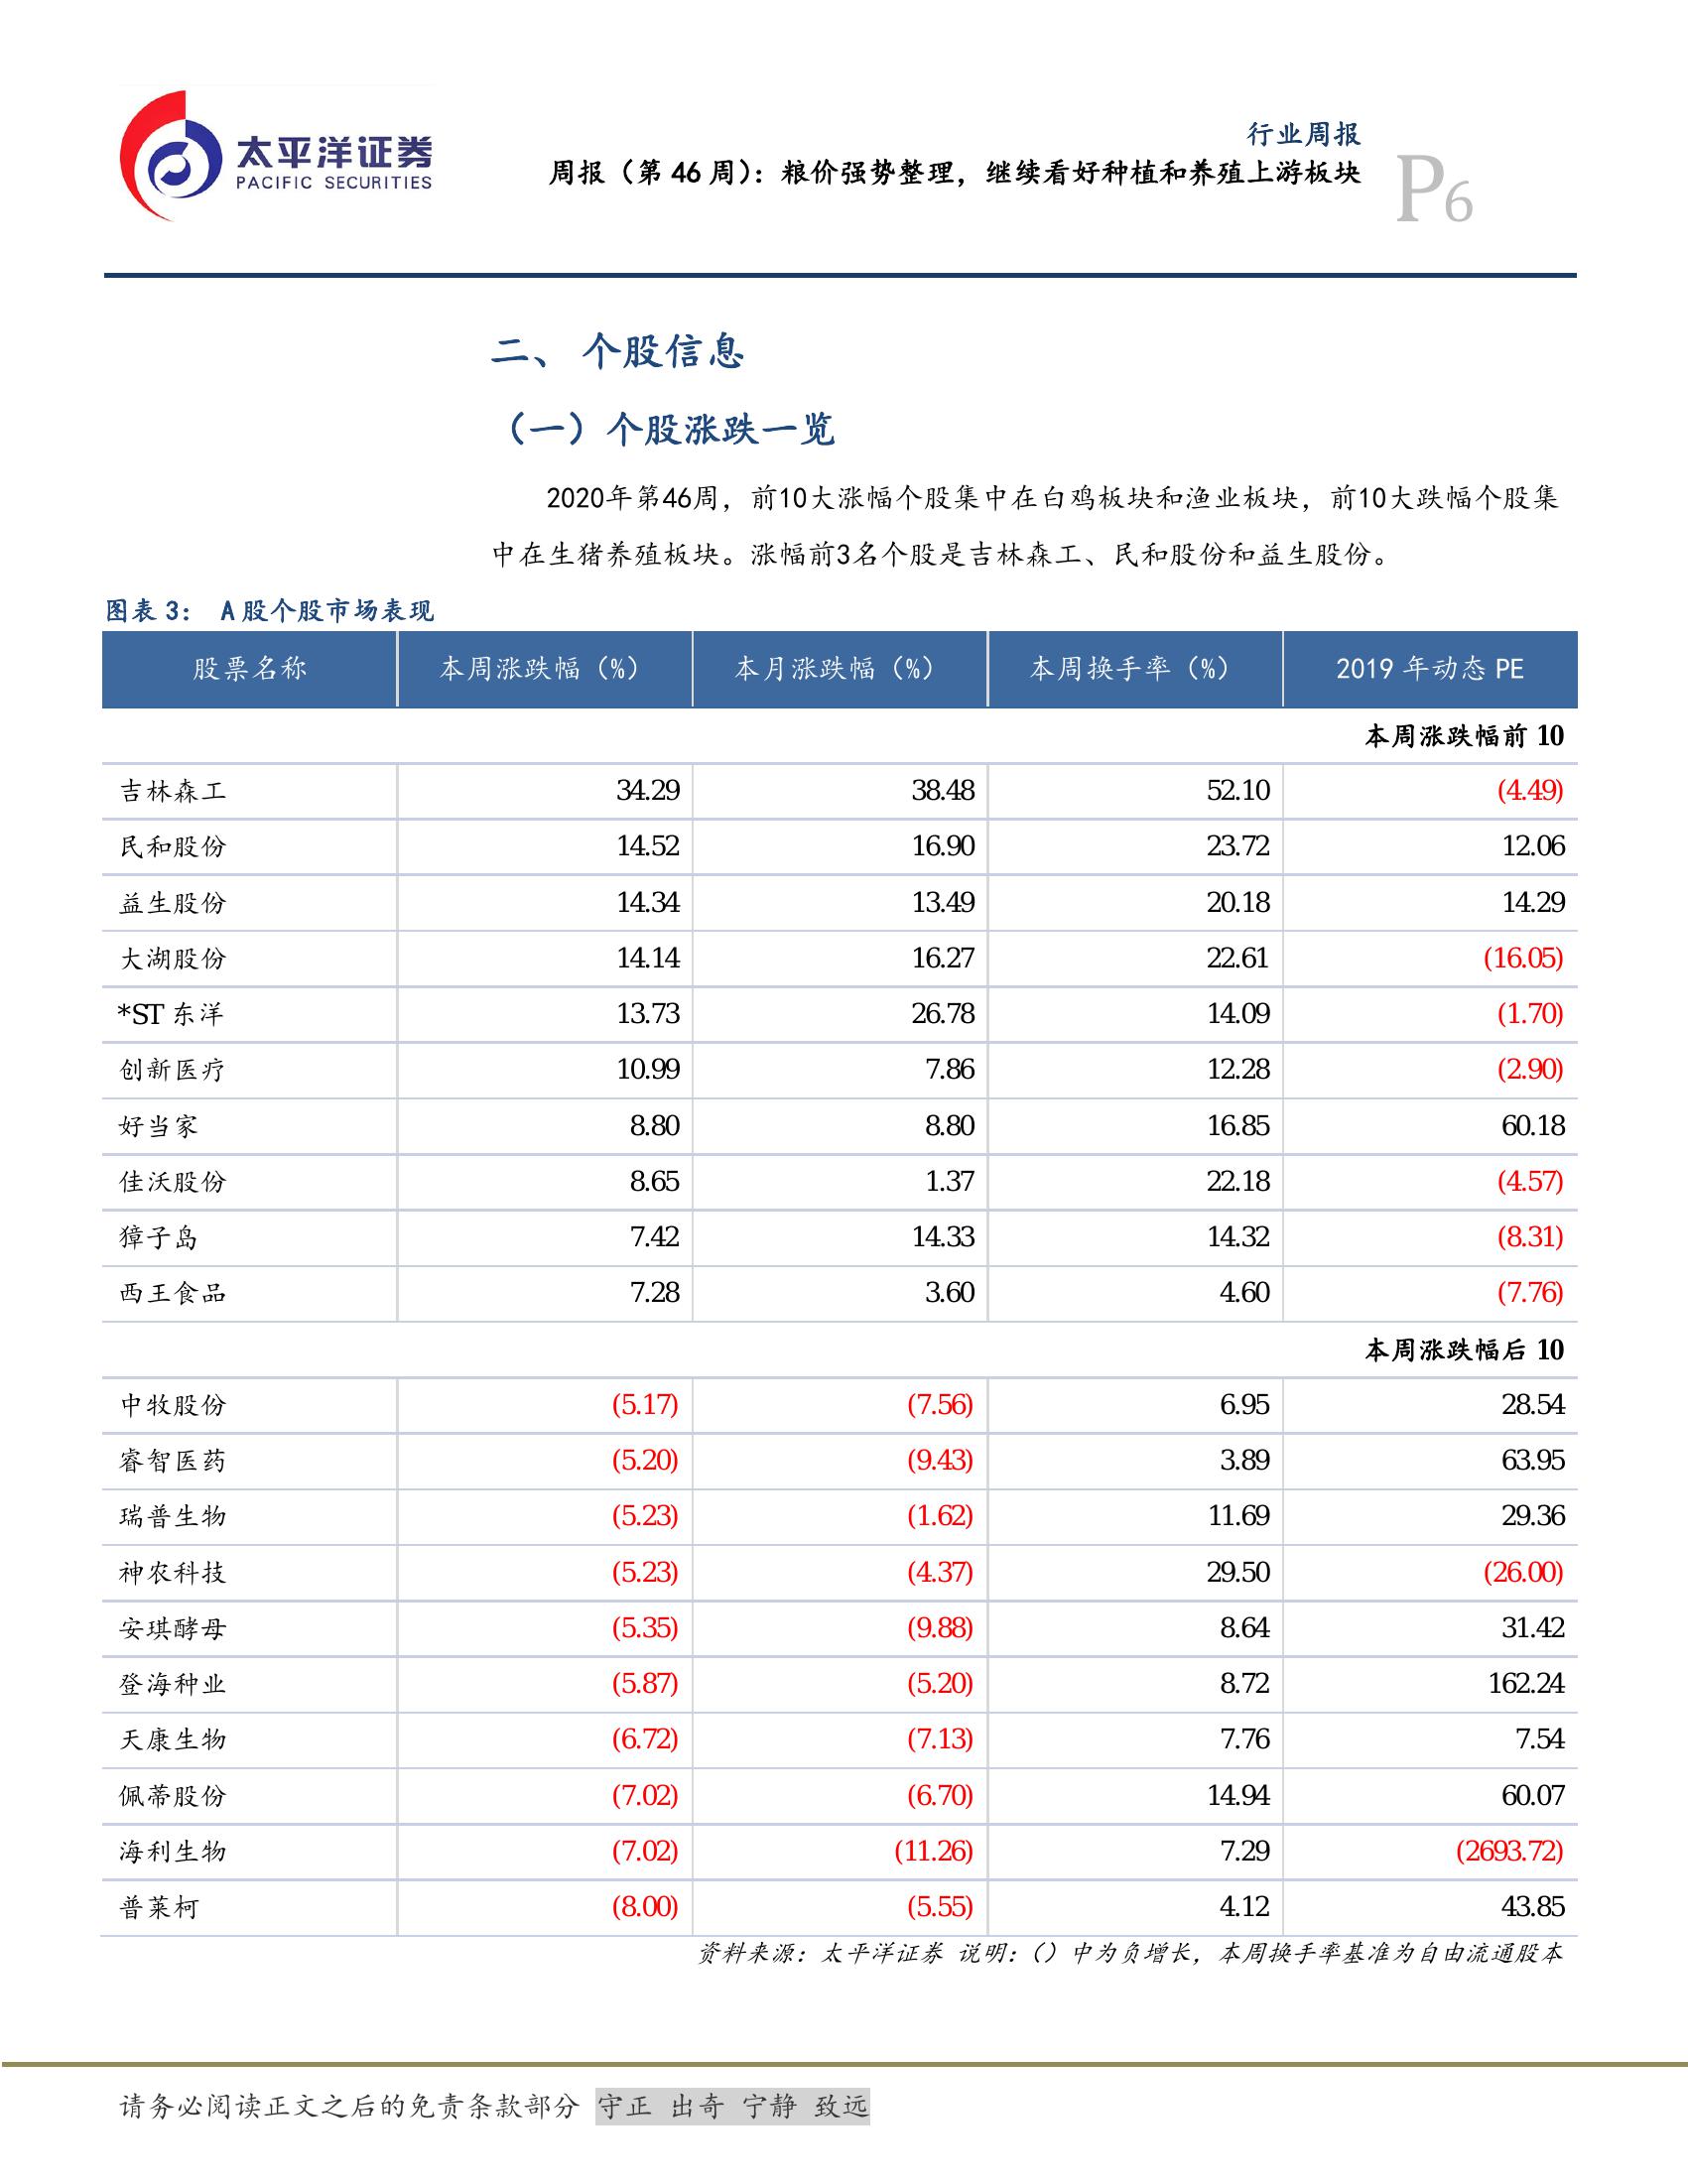 太平洋证券
PACIFIC SECURITIES
行业周报
周报（第 46 周）：粮价强势整理，继续看好种植和养殖上游板块
P6
二、 个股信息
（一）个股涨跌一览
2020年第46周，前10大涨幅个股集中在白鸡板块和渔业板块，前10大跌幅个股集
中在生猪养殖板块。涨幅前3名个股是吉林森工、民和股份和益生股份。
图表 3： A 股个股市场表现
股票名称 本周涨跌幅（%） 本月涨跌幅（%） 本周换手率（%） 2019 年动态 PE
本周涨跌幅前 10
吉林森工 34.29 38.48 52.10 (4.49)
民和股份 14.52 16.90 23.72 12.06
益生股份 14.34 13.49 20.18 14.29
大湖股份 14.14 16.27 22.61 (16.05)
*ST 东洋 13.73 26.78 14.09 (1.70)
创新医疗 10.99 7.86 12.28 (2.90)
好当家 8.80 8.80 16.85 60.18
佳沃股份 8.65 1.37 22.18 (4.57)
獐子岛 7.42 14.33 14.32 (8.31)
西王食品 7.28 3.60 4.60 (7.76)
本周涨跌幅后 10
中牧股份 (5.17) (7.56) 6.95 28.54
睿智医药 (5.20) (9.43) 3.89 63.95
瑞普生物 (5.23) (1.62) 11.69 29.36
神农科技 (5.23) (4.37) 29.50 (26.00)
安琪酵母 (5.35) (9.88) 8.64 31.42
登海种业 (5.87) (5.20) 8.72 162.24
天康生物 (6.72) (7.13) 7.76 7.54
佩蒂股份 (7.02) (6.70) 14.94 60.07
海利生物 (7.02) (11.26) 7.29 (2693.72)
普莱柯 (8.00) (5.55) 4.12 43.85
资料来源：太平洋证券 说明：（）中为负增长，本周换手率基准为自由流通股本
请务必阅读正文之后的免责条款部分 守正 出奇 宁静 致远